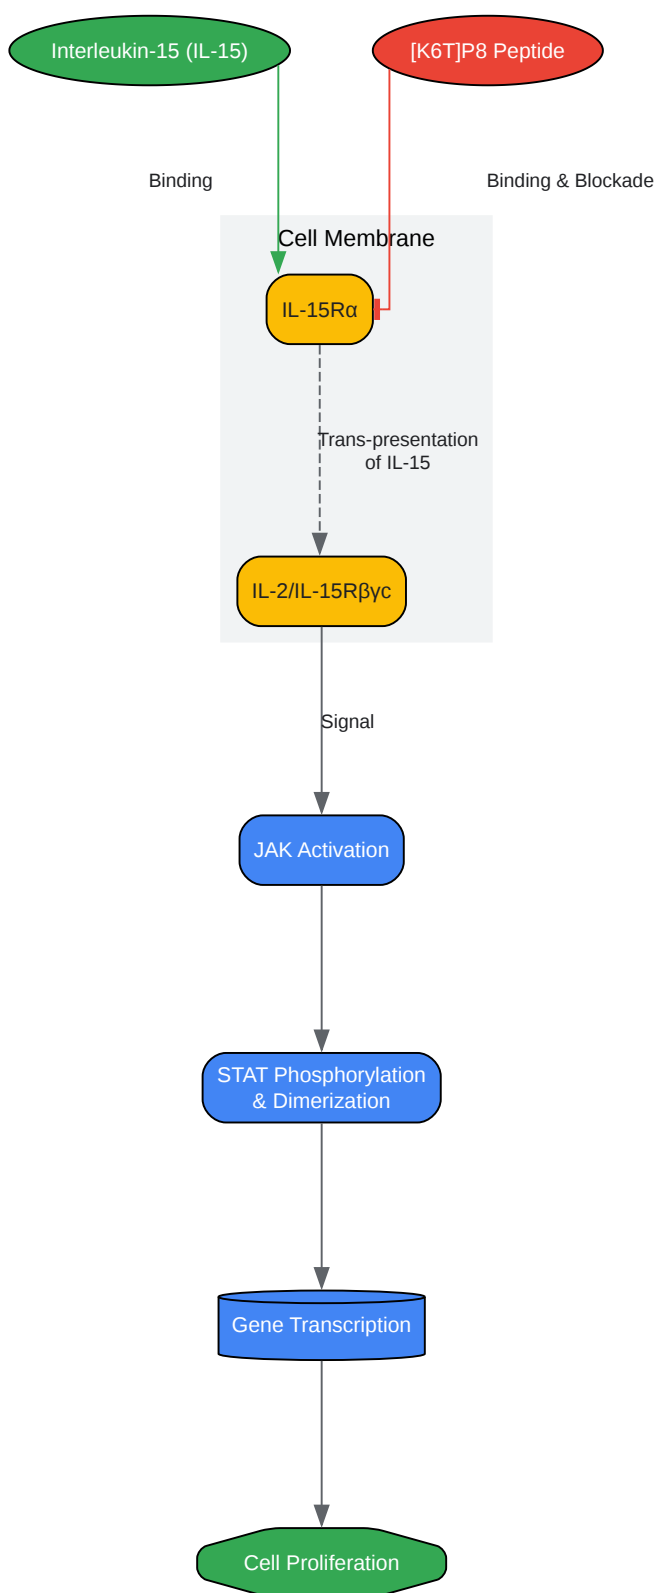 Interleukin-15 (IL-15)
[K6T]P8 Peptide
Binding
Binding & Blockade
Cell Membrane
IL-15Rα
Trans-presentation
of IL-15
IL-2/IL-15Rβγc
Signal
JAK Activation
STAT Phosphorylation
& Dimerization
Gene Transcription
Cell Proliferation